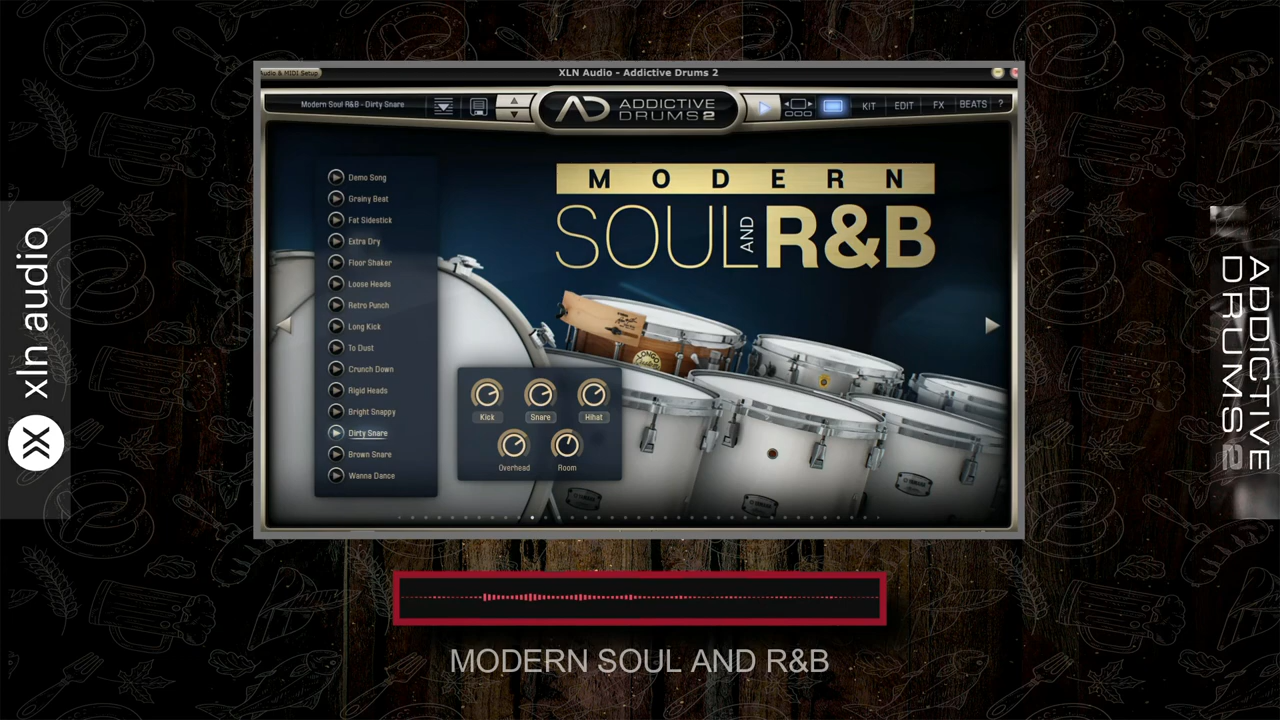 xln audio
Audio & MIDI Setup
XLN Audio - Addictive Drums 2
Modern Soul R&B - Dirty Snare
AD ADDICTIVE DRUMS 2
KIT EDIT FX BEATS ?
Demo Song
Grainy Beat
Fat Sidestick
Extra Dry
Floor Shaker
Loose Heads
Retro Punch
Long Kick
To Dust
Crunch Down
Rigid Heads
Bright Snappy
Dirty Snare
Brown Snare
Wanna Dance
MODERN
SOUL AND R&B
Kick Snare Hihat
Overhead Room
YAMAHA
ADDICTIVE
DRUMS 2
MODERN SOUL AND R&B